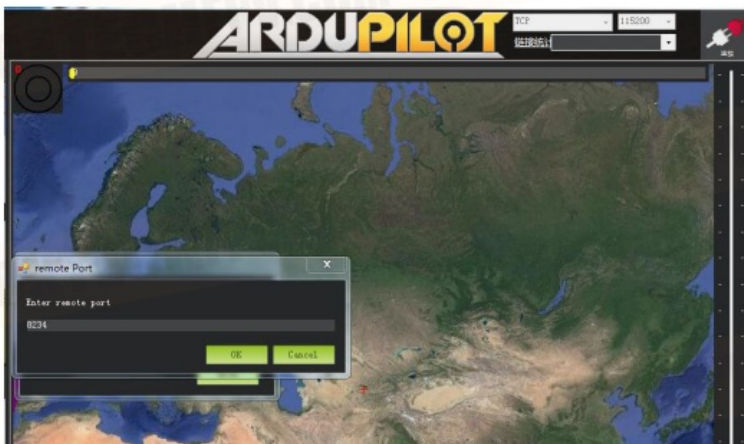 ARDUPILOT
TCP
115200
链接统计
remote Port
X
Enter remote port
8234
OK
Cancel